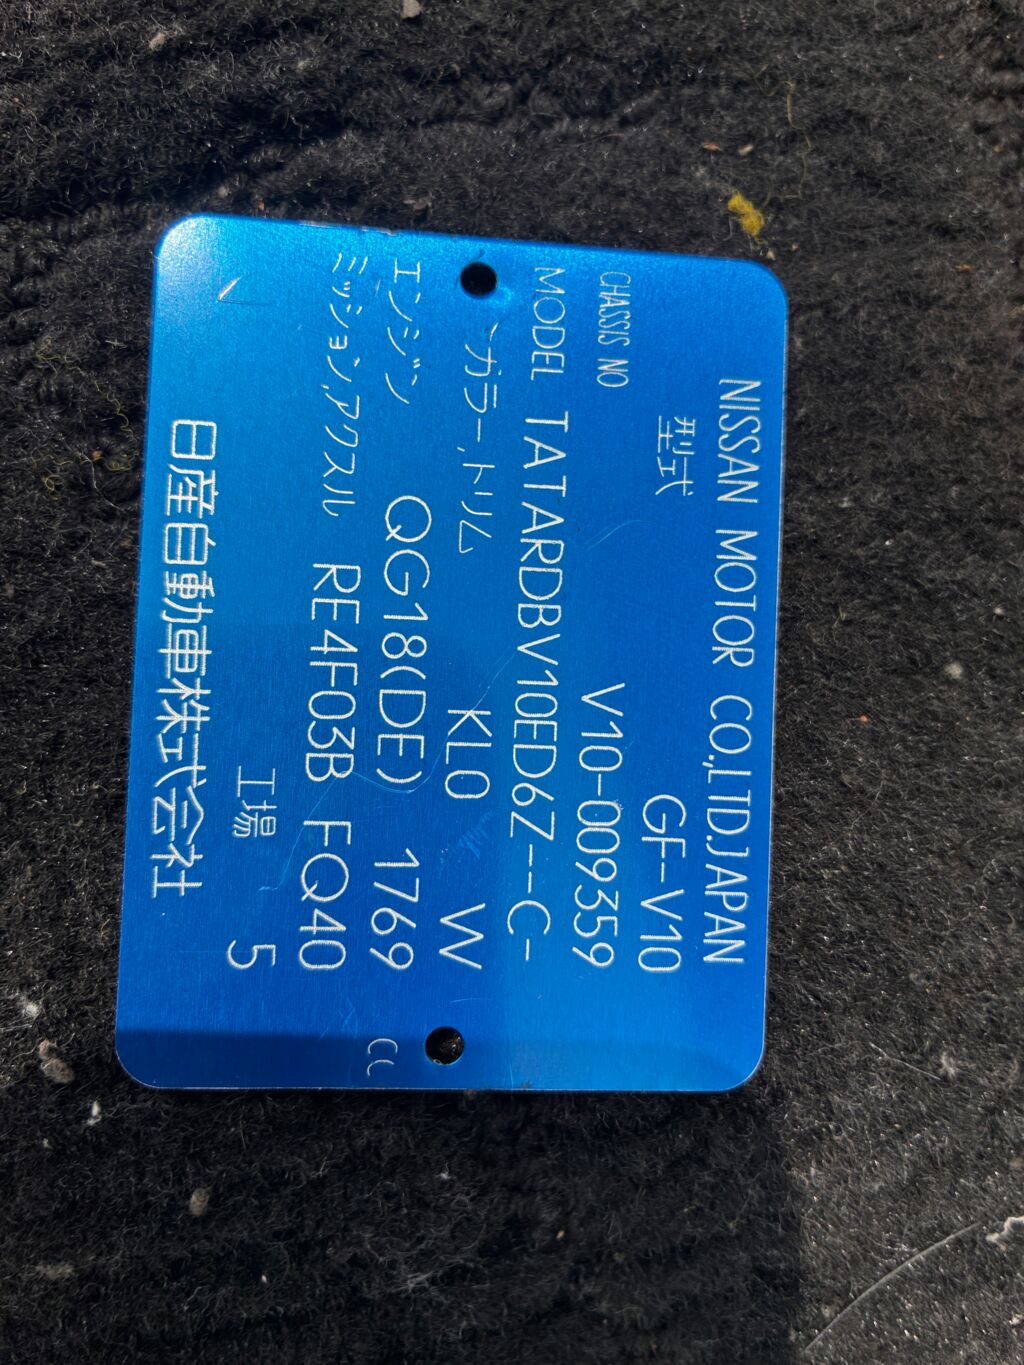 NISSAN MOTOR CO.,LTD.JAPAN
型式 GF-V10
CHASSIS NO V10-009359
MODEL TATARDBV10ED6Z--C-
カラー,トリム KL0 W
エンジン QG18(DE) 1769 cc
ミッション,アクスル RE4F03B FQ40
工場 5
日産自動車株式会社